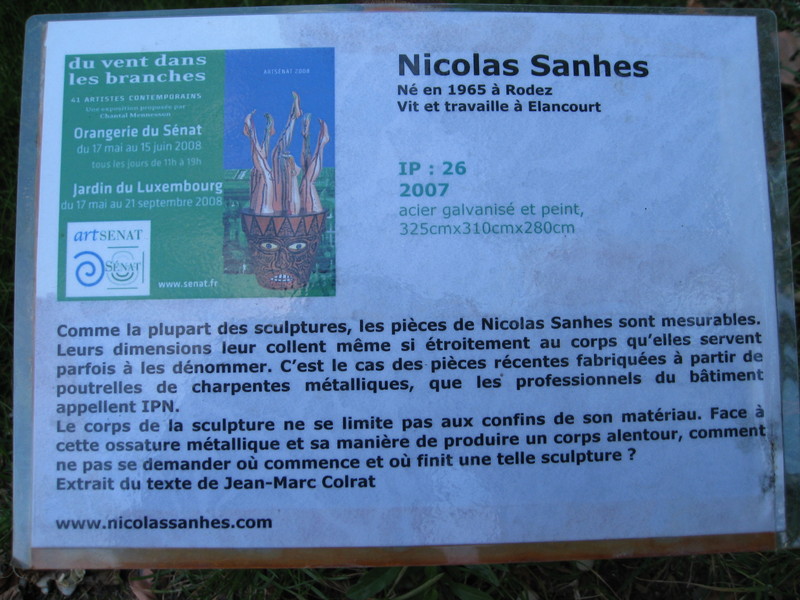 du vent dans
les branches
41 ARTISTES CONTEMPORAINS
Une exposition proposée par
Chantal Mennesson
Orangerie du Sénat
du 17 mai au 15 juin 2008
tous les jours de 11h à 19h
Jardin du Luxembourg
du 17 mai au 21 septembre 2008
artSENAT
SÉNAT
www.senat.fr
ARTSÉNAT 2008
Nicolas Sanhes
Né en 1965 à Rodez
Vit et travaille à Elancourt
IP : 26
2007
acier galvanisé et peint,
325cmx310cmx280cm
Comme la plupart des sculptures, les pièces de Nicolas Sanhes sont mesurables.
Leurs dimensions leur collent même si étroitement au corps qu'elles servent
parfois à les dénommer. C'est le cas des pièces récentes fabriquées à partir de
poutrelles de charpentes métalliques, que les professionnels du bâtiment
appellent IPN.
Le corps de la sculpture ne se limite pas aux confins de son matériau. Face à
cette ossature métallique et sa manière de produire un corps alentour, comment
ne pas se demander où commence et où finit une telle sculpture ?
Extrait du texte de Jean-Marc Colrat
www.nicolassanhes.com